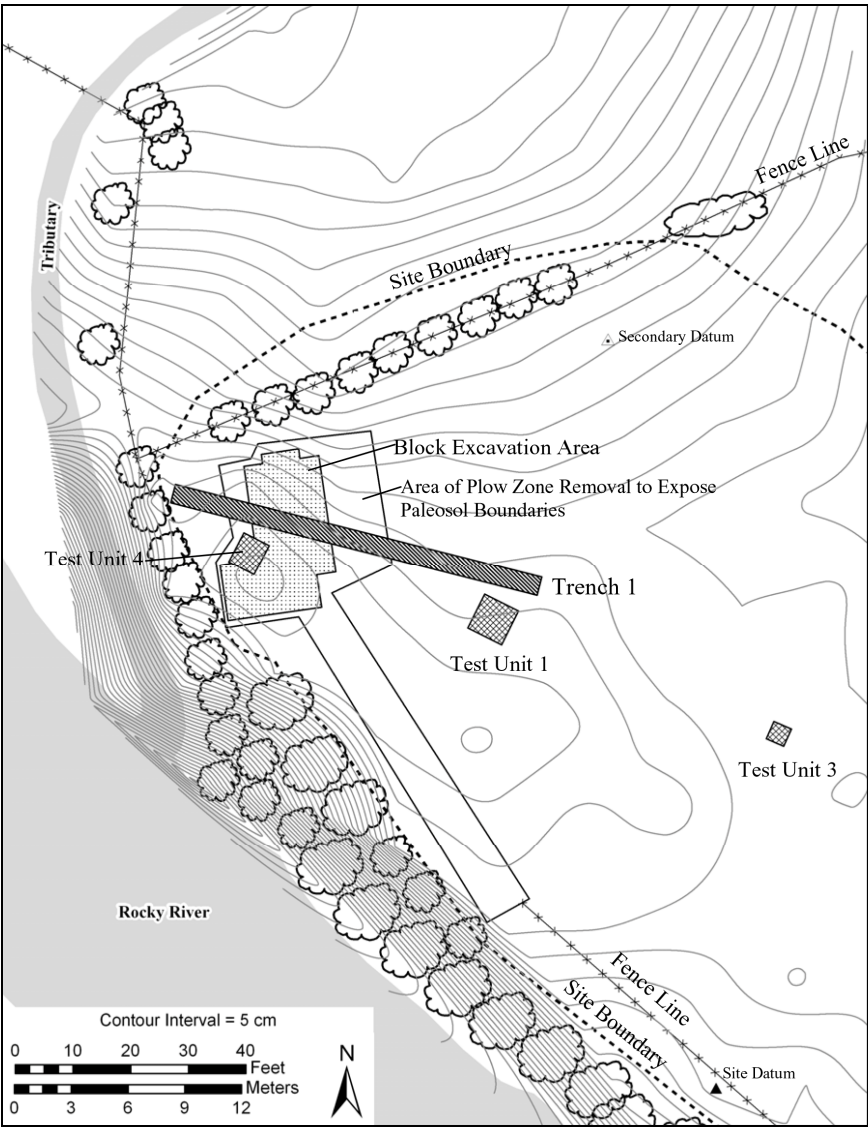 Fence Line
Tributary
Site Boundary
Secondary Datum
Block Excavation Area
Area of Plow Zone Removal to Expose
Paleosol Boundaries
Test Unit 4
Trench 1
Test Unit 1
Test Unit 3
Rocky River
Fence Line
Site Boundary
Site Datum
Contour Interval = 5 cm
0 10 20 30 40
Feet
Meters
0 3 6 9 12
N